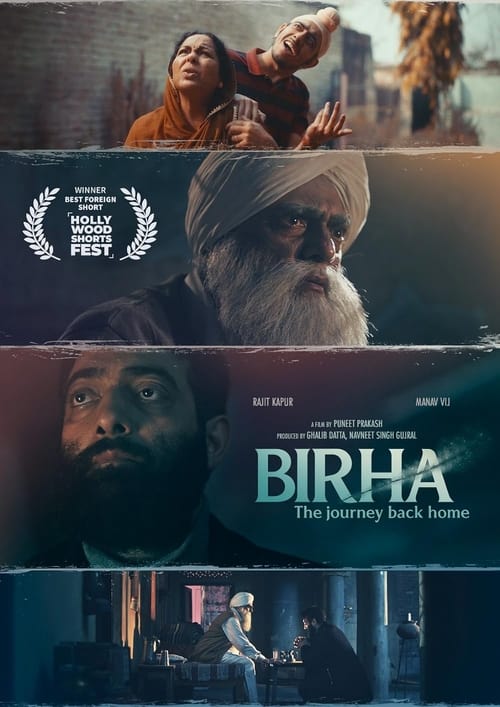 WINNER
BEST FOREIGN
SHORT
HOLLY
WOOD SHORTS
FEST
RAJIT KAPUR
MANAV VIJ
A FILM BY PUNEET PRAKASH
PRODUCED BY GHALIB DATTA, NAVNEET SINGH GUJRAL
BIRHA
The journey back home